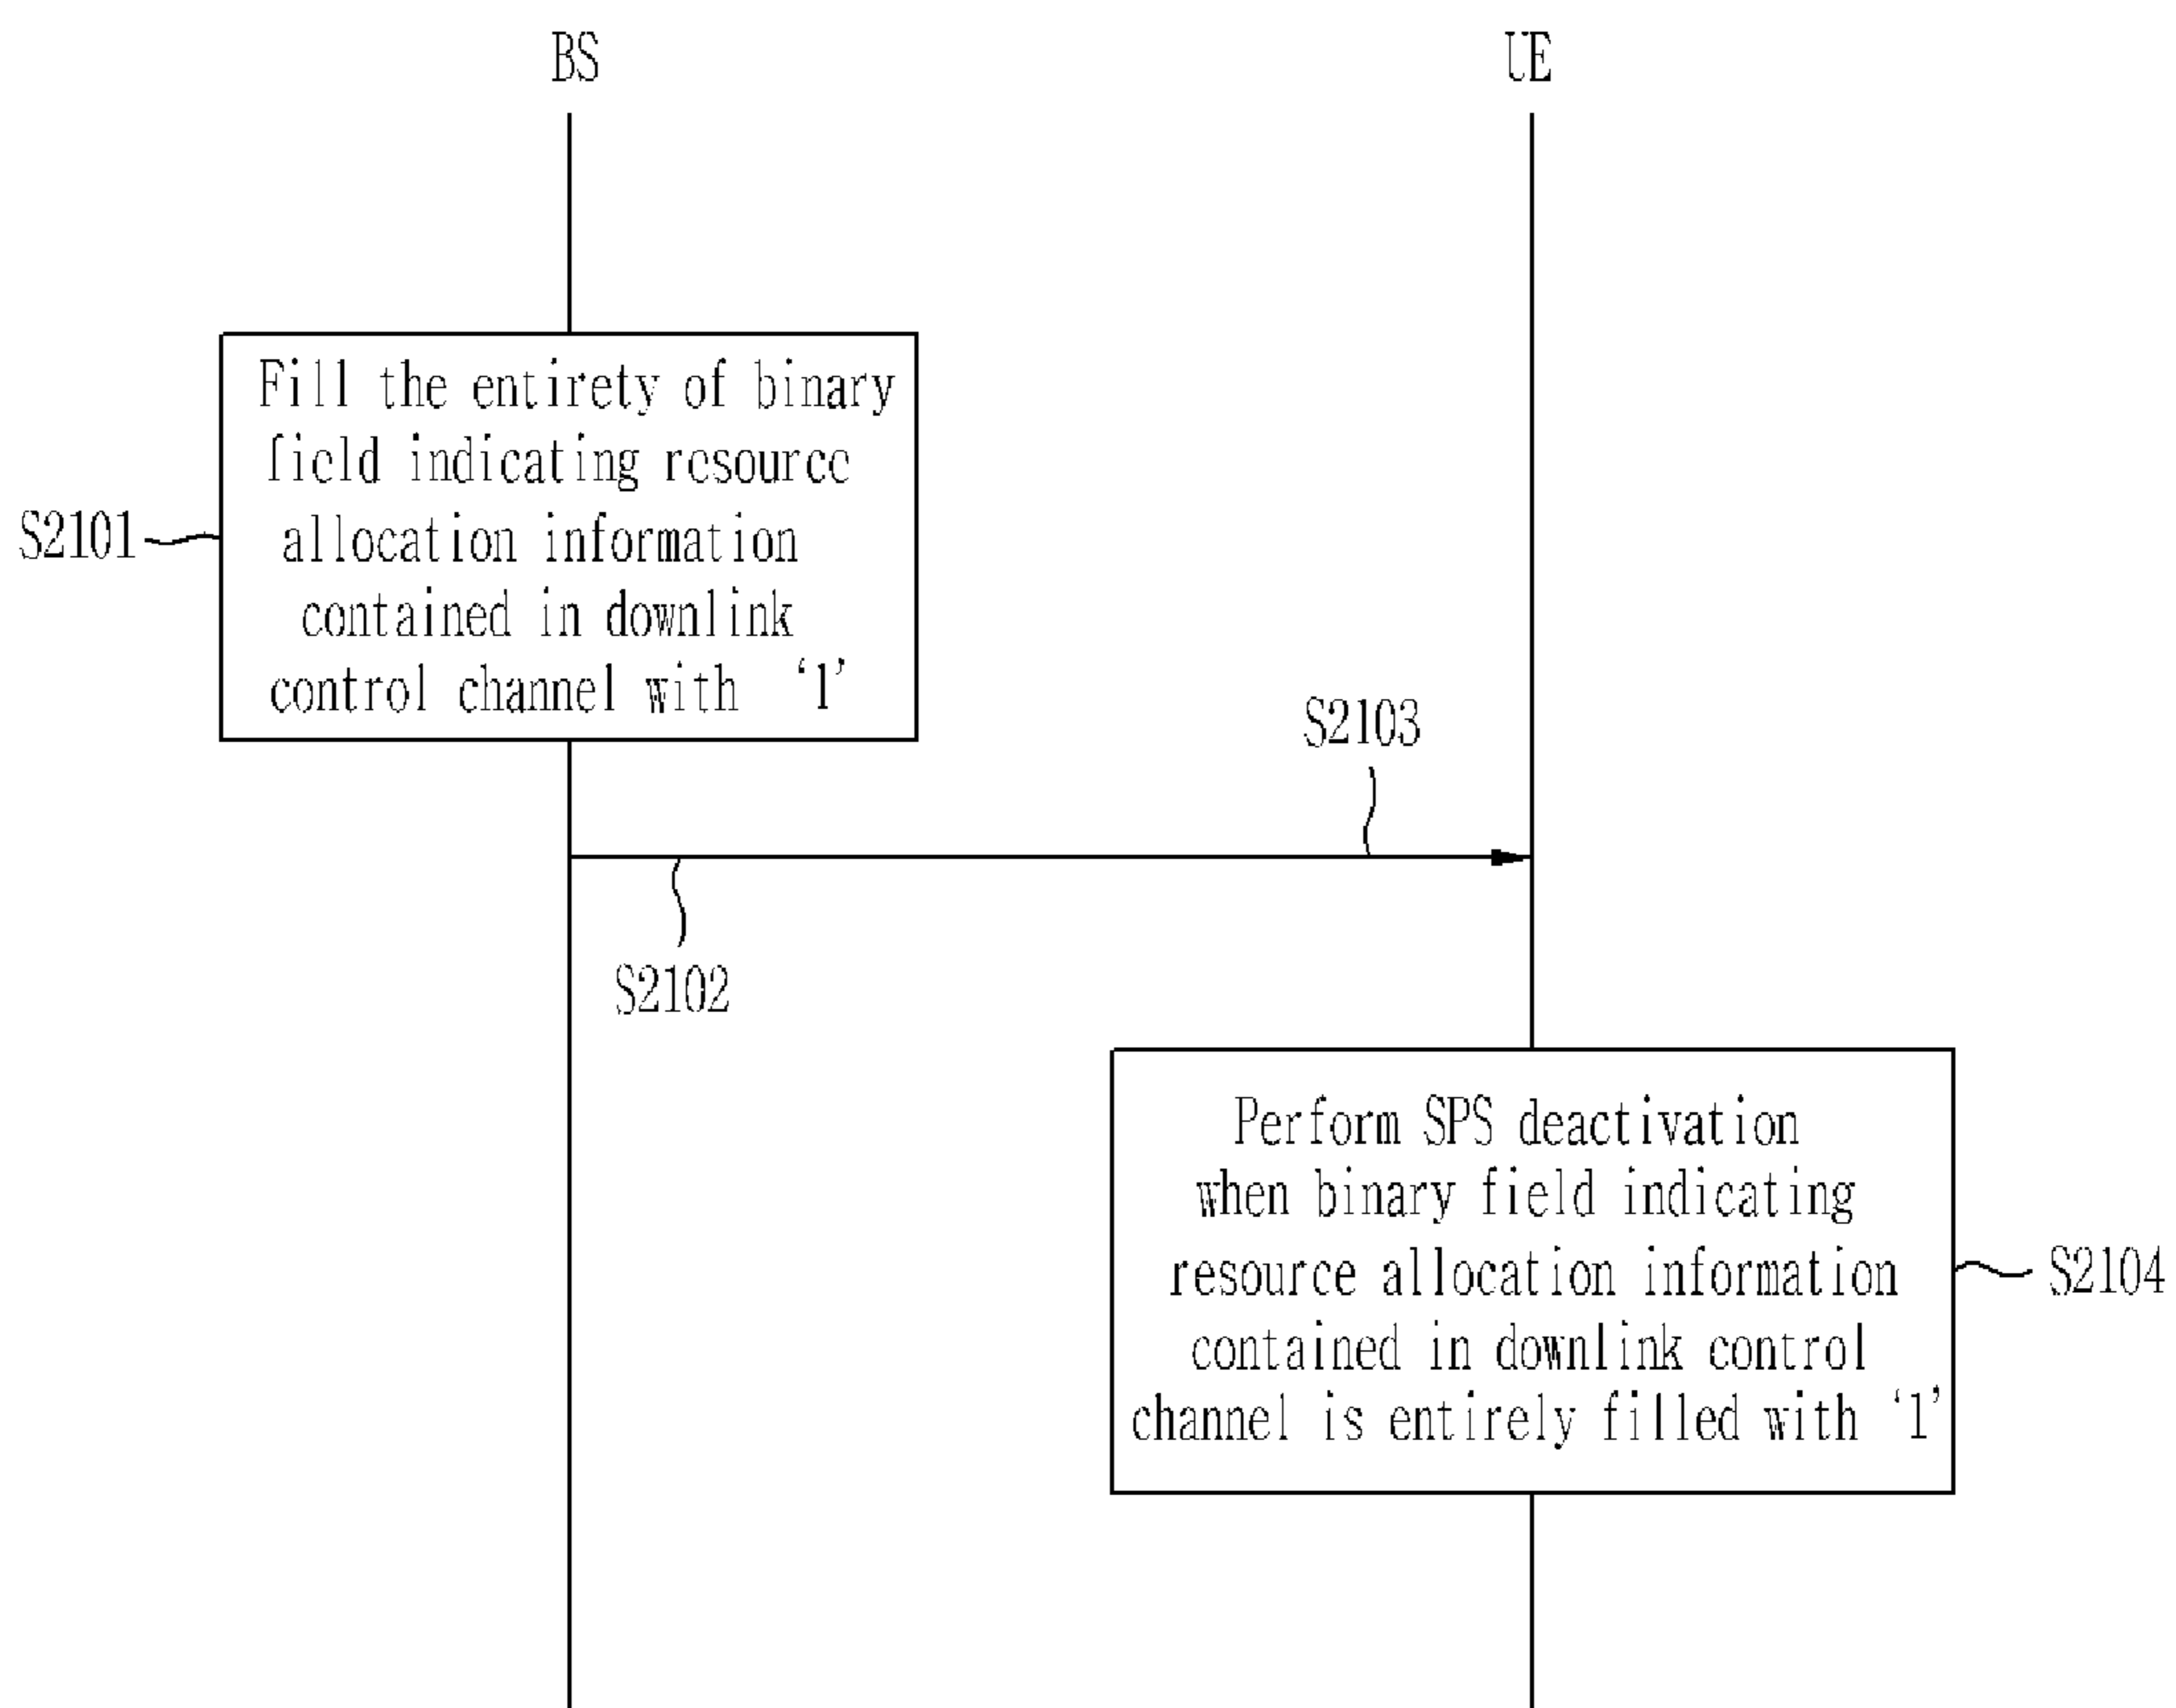 BS
UE
Fill the entirety of binary
field indicating resource
allocation information
contained in downlink
control channel with ‘1’
S2101
S2103
S2102
Perform SPS deactivation
when binary field indicating
resource allocation information
contained in downlink control
channel is entirely filled with ‘1’
S2104